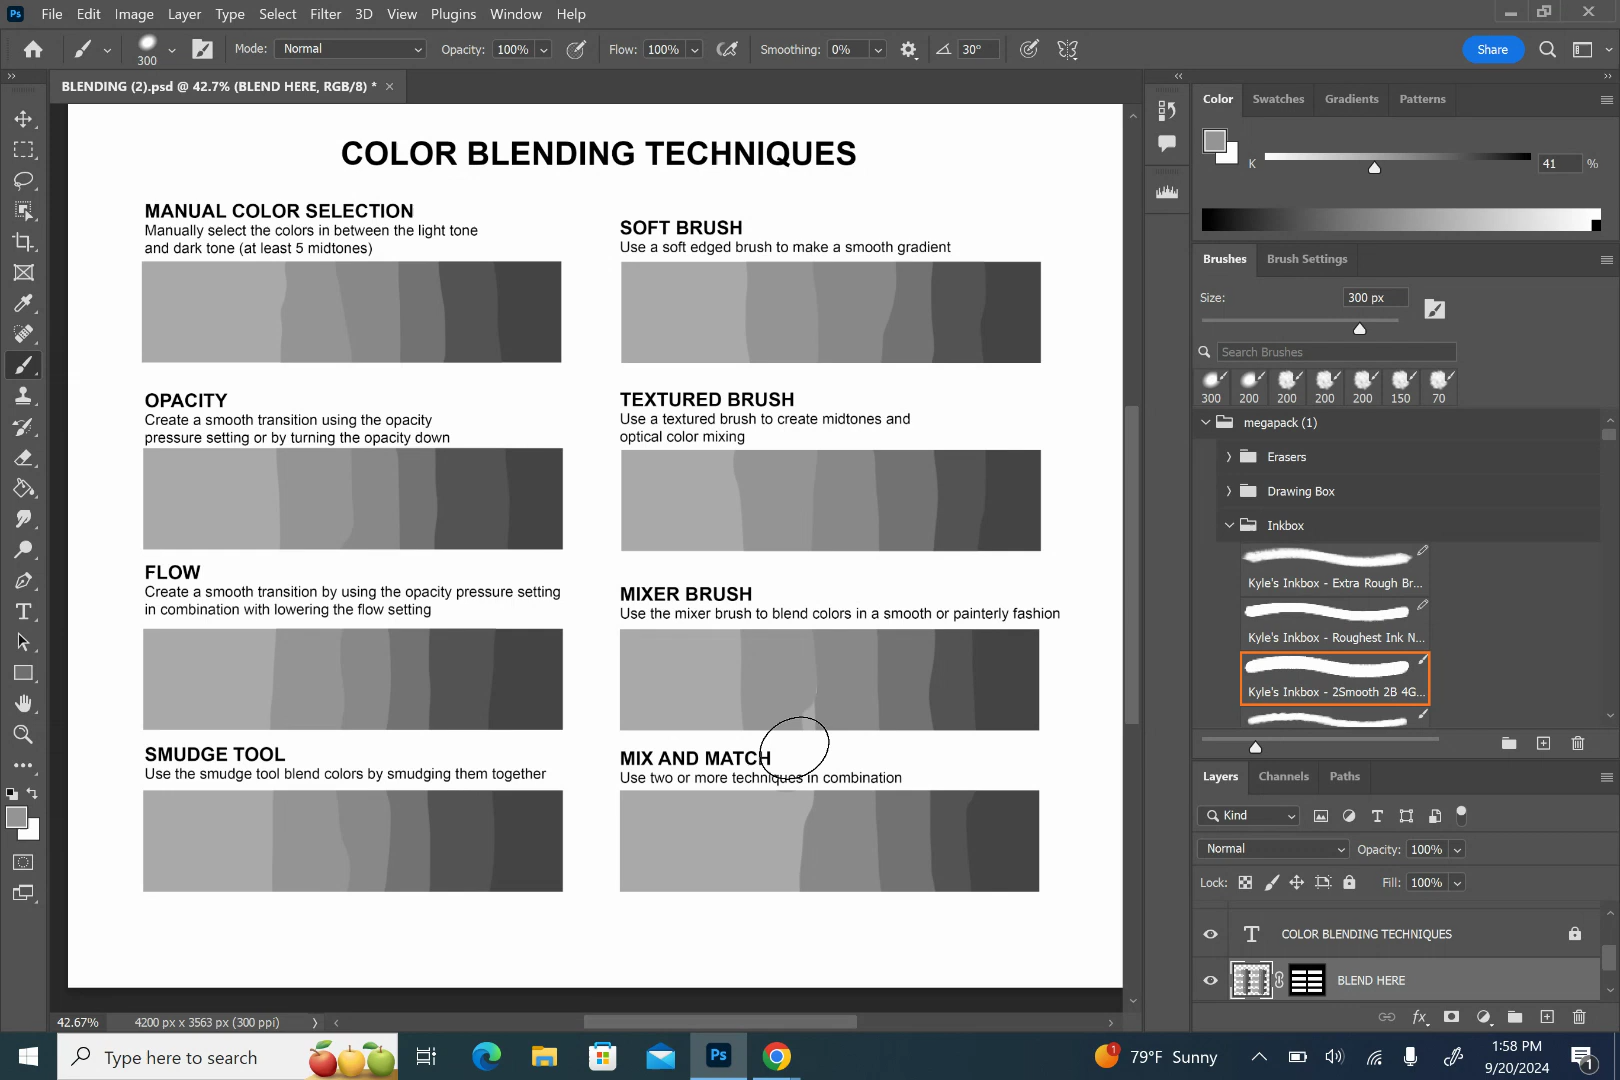 Ps File Edit Image Layer Type Select Filter 3D View Plugins Window Help
300 Mode: Normal Opacity: 100% Flow: 100% Smoothing: 0% 30° Share
BLENDING (2).psd @ 42.7% (BLEND HERE, RGB/8) *
COLOR BLENDING TECHNIQUES
MANUAL COLOR SELECTION
Manually select the colors in between the light tone
and dark tone (at least 5 midtones)
OPACITY
Create a smooth transition using the opacity
pressure setting or by turning the opacity down
FLOW
Create a smooth transition by using the opacity pressure setting
in combination with lowering the flow setting
SMUDGE TOOL
Use the smudge tool blend colors by smudging them together
SOFT BRUSH
Use a soft edged brush to make a smooth gradient
TEXTURED BRUSH
Use a textured brush to create midtones and
optical color mixing
MIXER BRUSH
Use the mixer brush to blend colors in a smooth or painterly fashion
MIX AND MATCH
Use two or more techniques in combination
42.67% 4200 px x 3563 px (300 ppi)
Color Swatches Gradients Patterns
K 41 %
Brushes Brush Settings
Size: 300 px
Search Brushes
300 200 200 200 200 150 70
megapack (1)
Erasers
Drawing Box
Inkbox
Kyle's Inkbox - Extra Rough Br...
Kyle's Inkbox - Roughest Ink N...
Kyle's Inkbox - 2Smooth 2B 4G...
Layers Channels Paths
Kind
Normal Opacity: 100%
Lock: Fill: 100%
T COLOR BLENDING TECHNIQUES
BLEND HERE
fx
Type here to search Ps 1 79°F Sunny 1:58 PM
9/20/2024 1